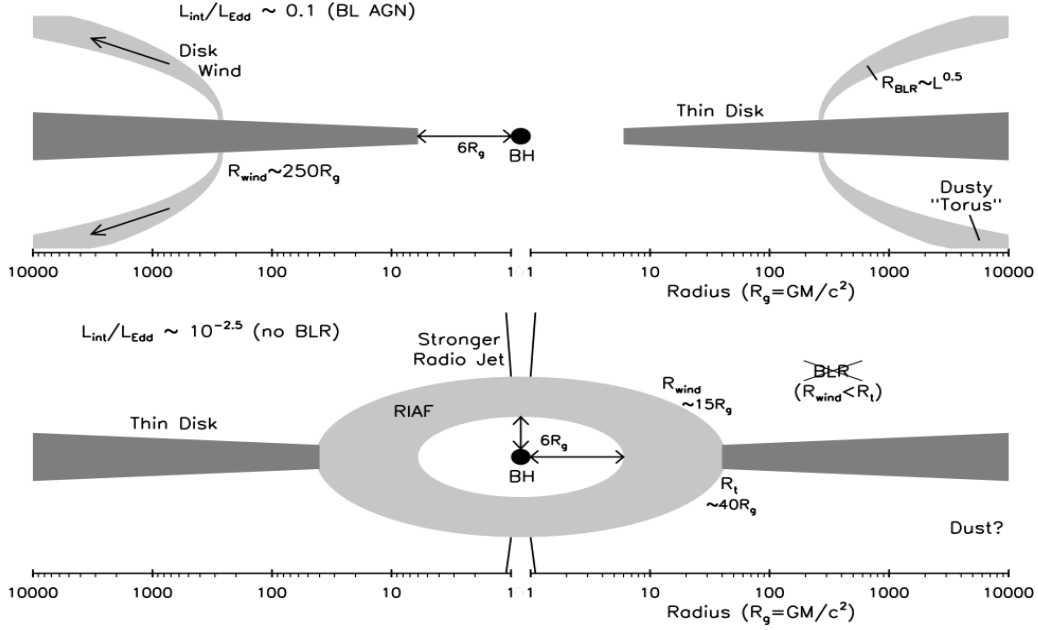 L_int/L_Edd ~ 0.1 (BL AGN)
Disk
Wind
R_BLR~L^0.5
Thin Disk
6R_g
BH
R_wind~250R_g
Dusty
"Torus"
10000 1000 100 10 1 1 10 100 1000 10000
Radius (R_g=GM/c^2)
L_int/L_Edd ~ 10^-2.5 (no BLR)
Stronger
Radio Jet
BLR
(R_wind<R_t)
R_wind
~15R_g
RIAF
Thin Disk
6R_g
BH
R_t
~40R_g
Dust?
10000 1000 100 10 1 1 10 100 1000 10000
Radius (R_g=GM/c^2)